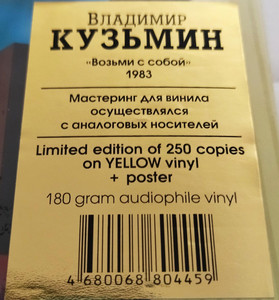 ВЛАДИМИР
КУЗЬМИН
«Возьми с собой»
1983
Мастеринг для винила
осуществлялся
с аналоговых носителей
Limited edition of 250 copies
on YELLOW vinyl
+ poster
180 gram audiophile vinyl
4 680068 804459